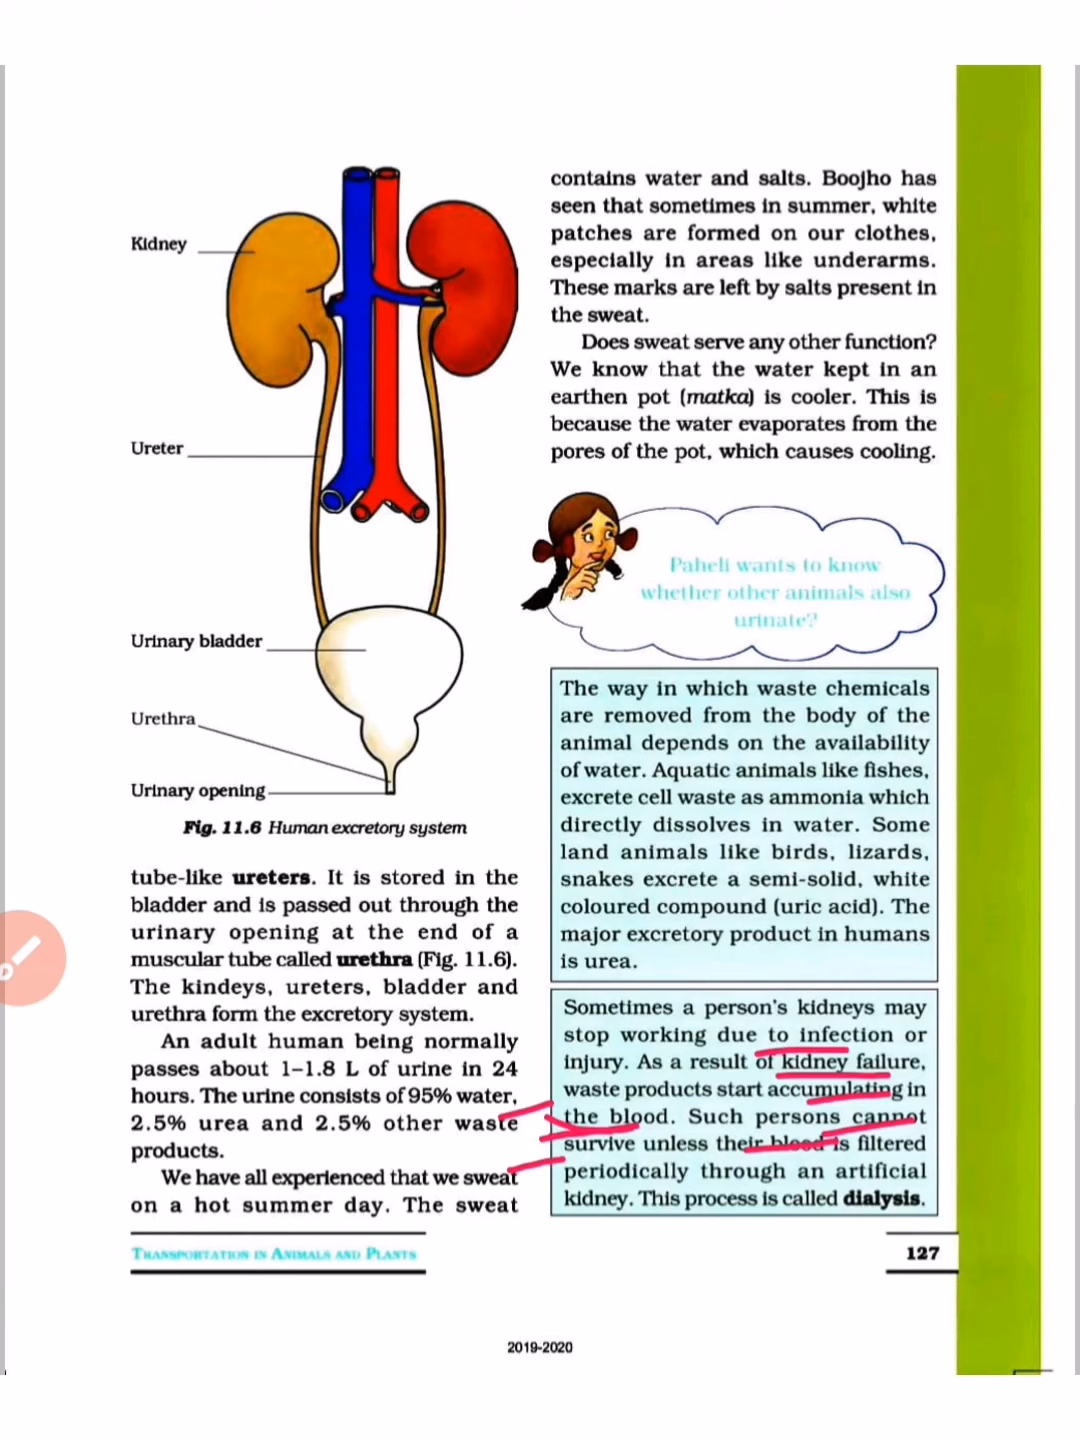 Kidney
Ureter
Urinary bladder
Urethra
Urinary opening
Fig. 11.6 Human excretory system
tube-like ureters. It is stored in the
bladder and is passed out through the
urinary opening at the end of a
muscular tube called urethra (Fig. 11.6).
The kindeys, ureters, bladder and
urethra form the excretory system.
An adult human being normally
passes about 1–1.8 L of urine in 24
hours. The urine consists of 95% water,
2.5% urea and 2.5% other waste
products.
We have all experienced that we sweat
on a hot summer day. The sweat
contains water and salts. Boojho has
seen that sometimes in summer, white
patches are formed on our clothes,
especially in areas like underarms.
These marks are left by salts present in
the sweat.
Does sweat serve any other function?
We know that the water kept in an
earthen pot (matka) is cooler. This is
because the water evaporates from the
pores of the pot, which causes cooling.
Paheli wants to know
whether other animals also
urinate?
The way in which waste chemicals
are removed from the body of the
animal depends on the availability
of water. Aquatic animals like fishes,
excrete cell waste as ammonia which
directly dissolves in water. Some
land animals like birds, lizards,
snakes excrete a semi-solid, white
coloured compound (uric acid). The
major excretory product in humans
is urea.
Sometimes a person's kidneys may
stop working due to infection or
injury. As a result of kidney failure,
waste products start accumulating in
the blood. Such persons cannot
survive unless their blood is filtered
periodically through an artificial
kidney. This process is called dialysis.
TRANSPORTATION IN ANIMALS AND PLANTS
127
2019-2020